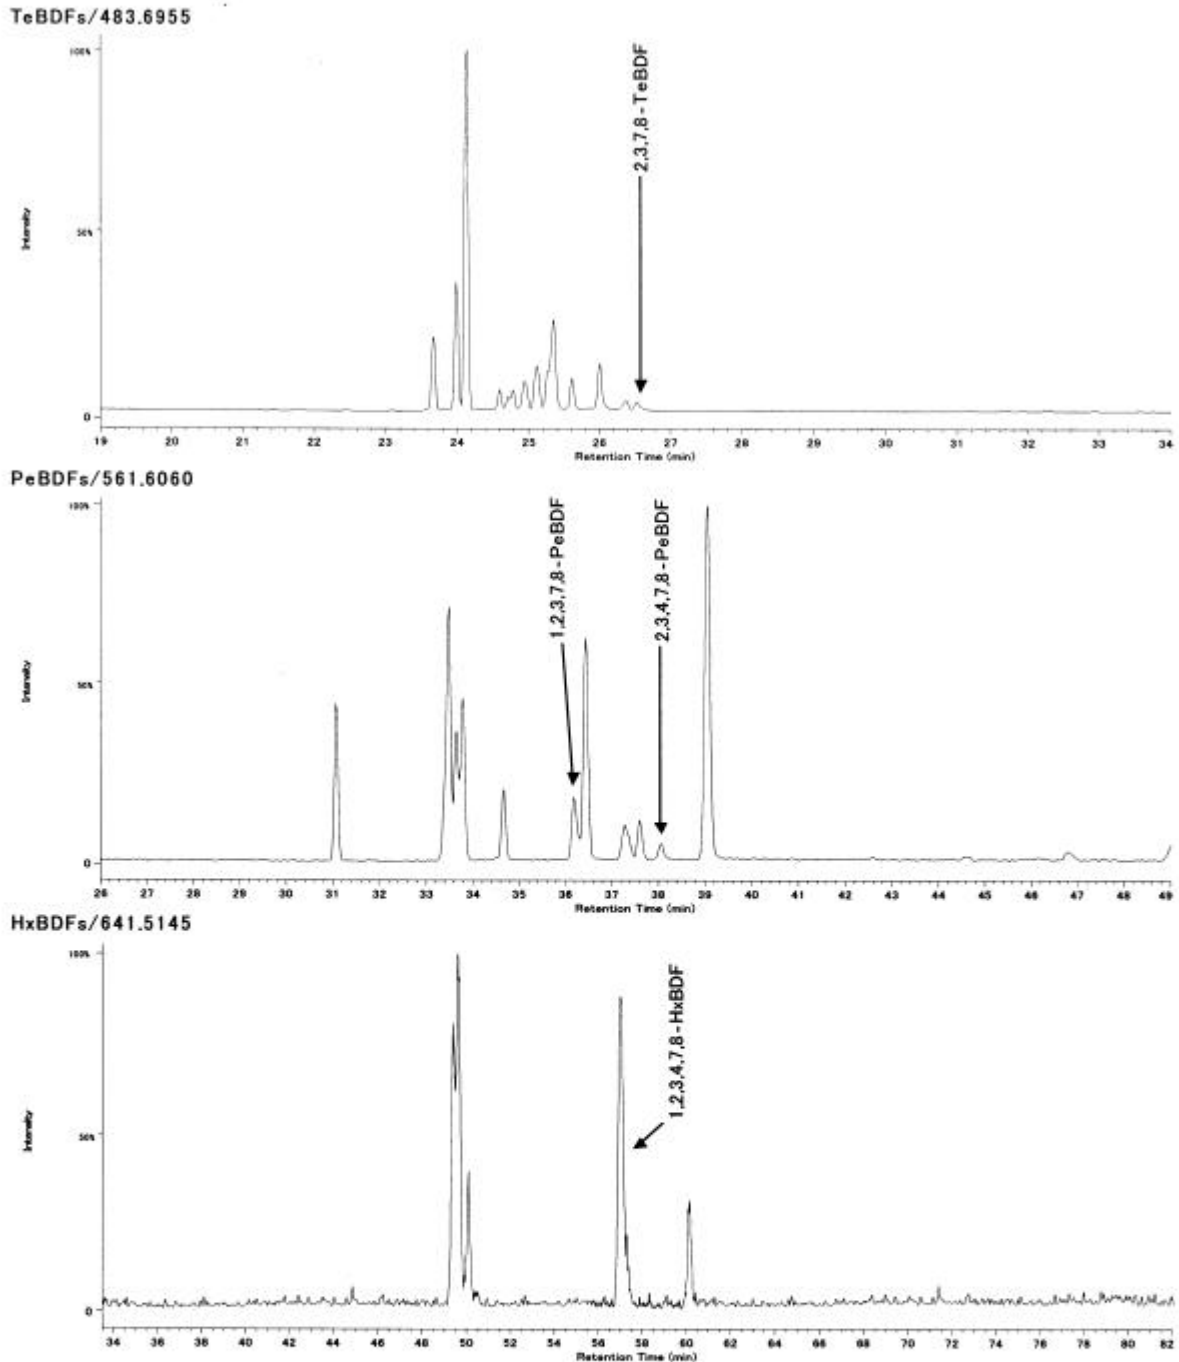 TeBDFs/483.6955
100%
2,3,7,8-TeBDF
Intensity
50%
0
19 20 21 22 23 24 25 26 27 28 29 30 31 32 33 34
Retention Time (min)
PeBDFs/561.6060
100%
1,2,3,7,8-PeBDF
2,3,4,7,8-PeBDF
Intensity
50%
0
26 27 28 29 30 31 32 33 34 35 36 37 38 39 40 41 42 43 44 45 46 47 48 49
Retention Time (min)
HxBDFs/641.5145
100%
1,2,3,4,7,8-HxBDF
Intensity
50%
0
34 36 38 40 42 44 46 48 50 52 54 56 57 58 60 62 64 66 68 70 72 74 76 78 80 82
Retention Time (min)